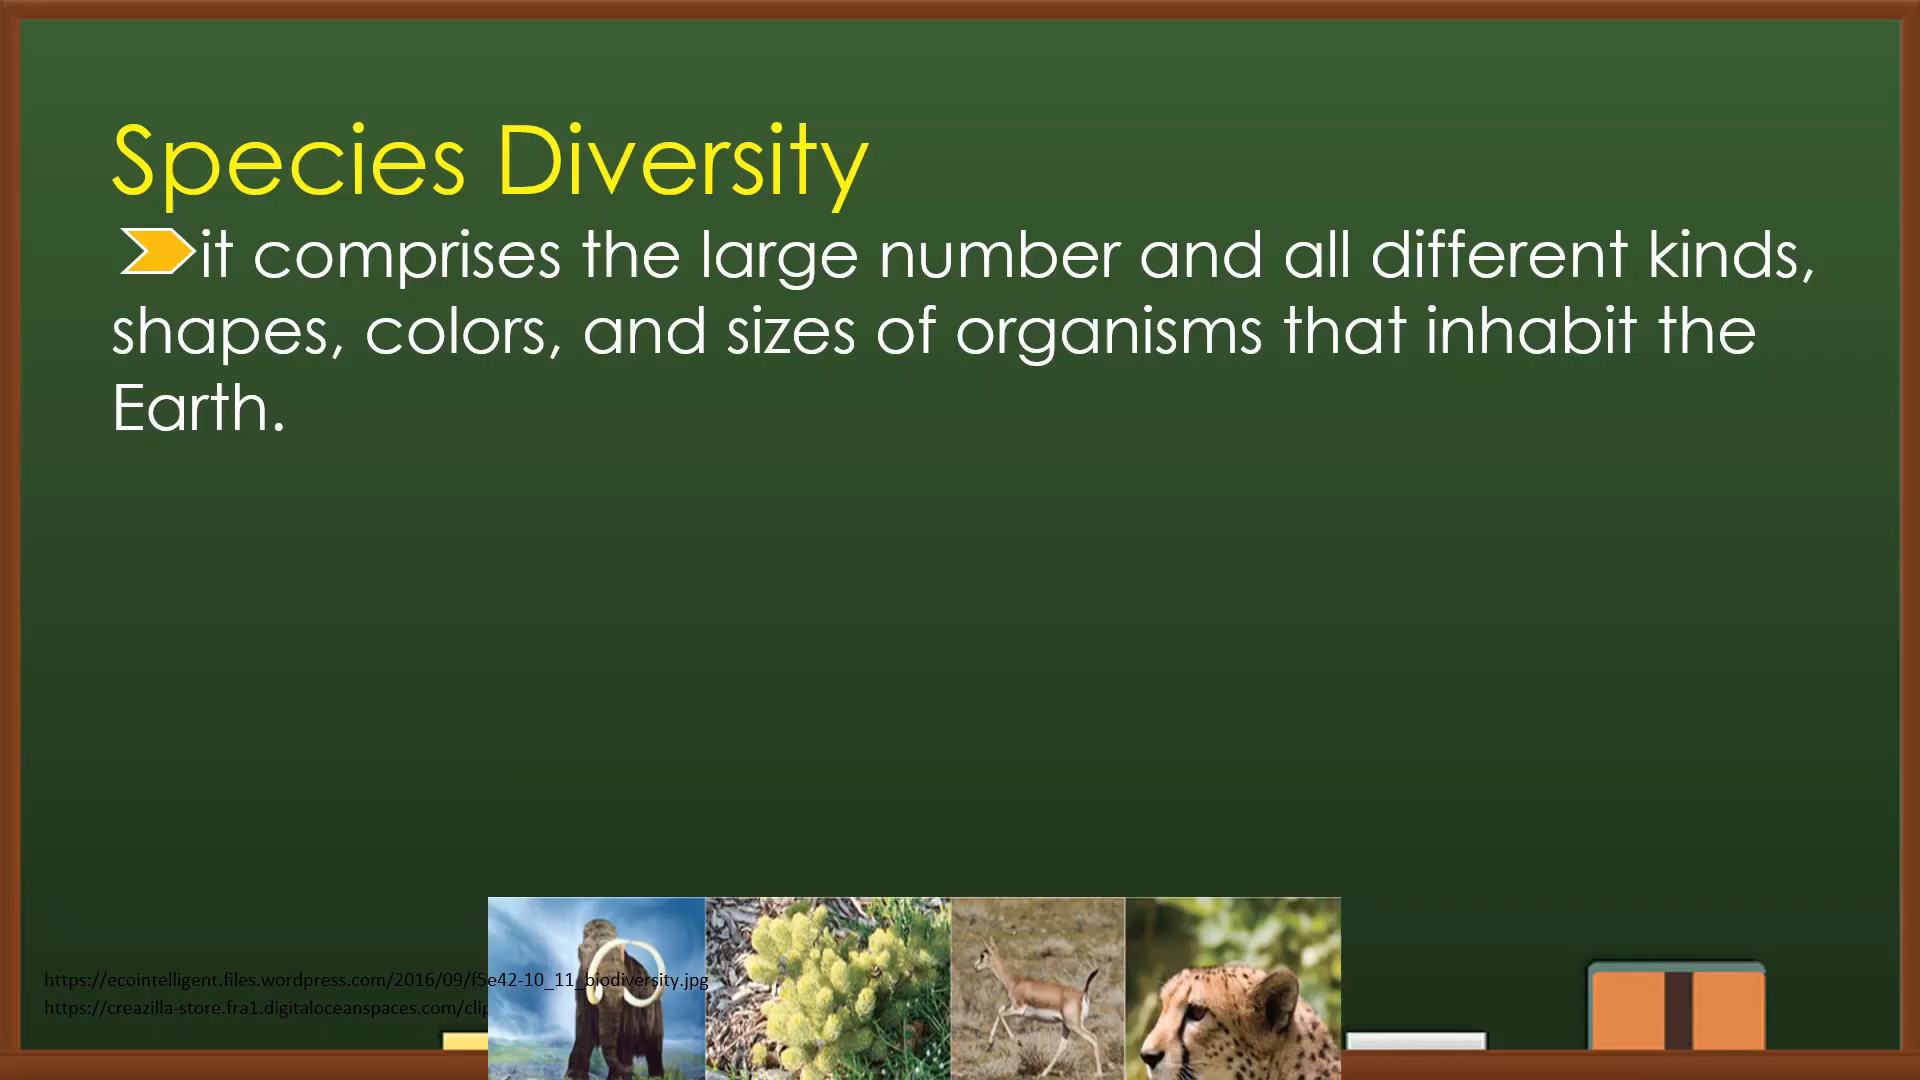 Species Diversity
it comprises the large number and all different kinds,
shapes, colors, and sizes of organisms that inhabit the
Earth.
https://ecointelligent.files.wordpress.com/2016/09/f5e42-10_11_biodiversity.jpg
https://creazilla-store.fra1.digitaloceanspaces.com/clip